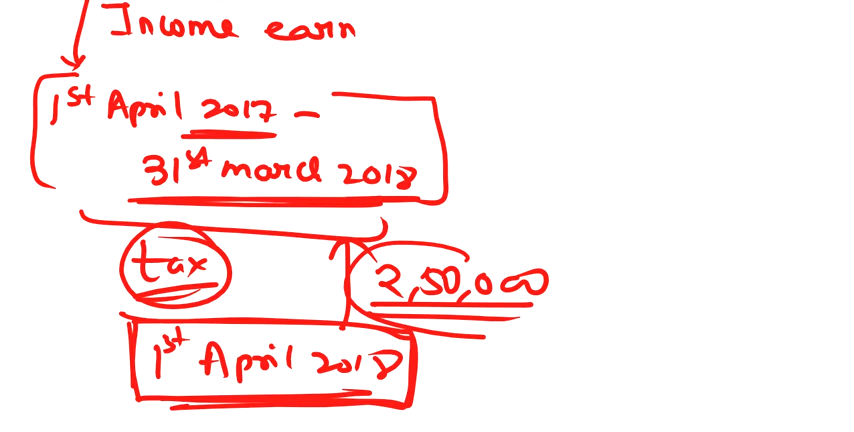 Income earn
1st April 2017 -
31st march 2018
tax
2,50,000
1st April 2018